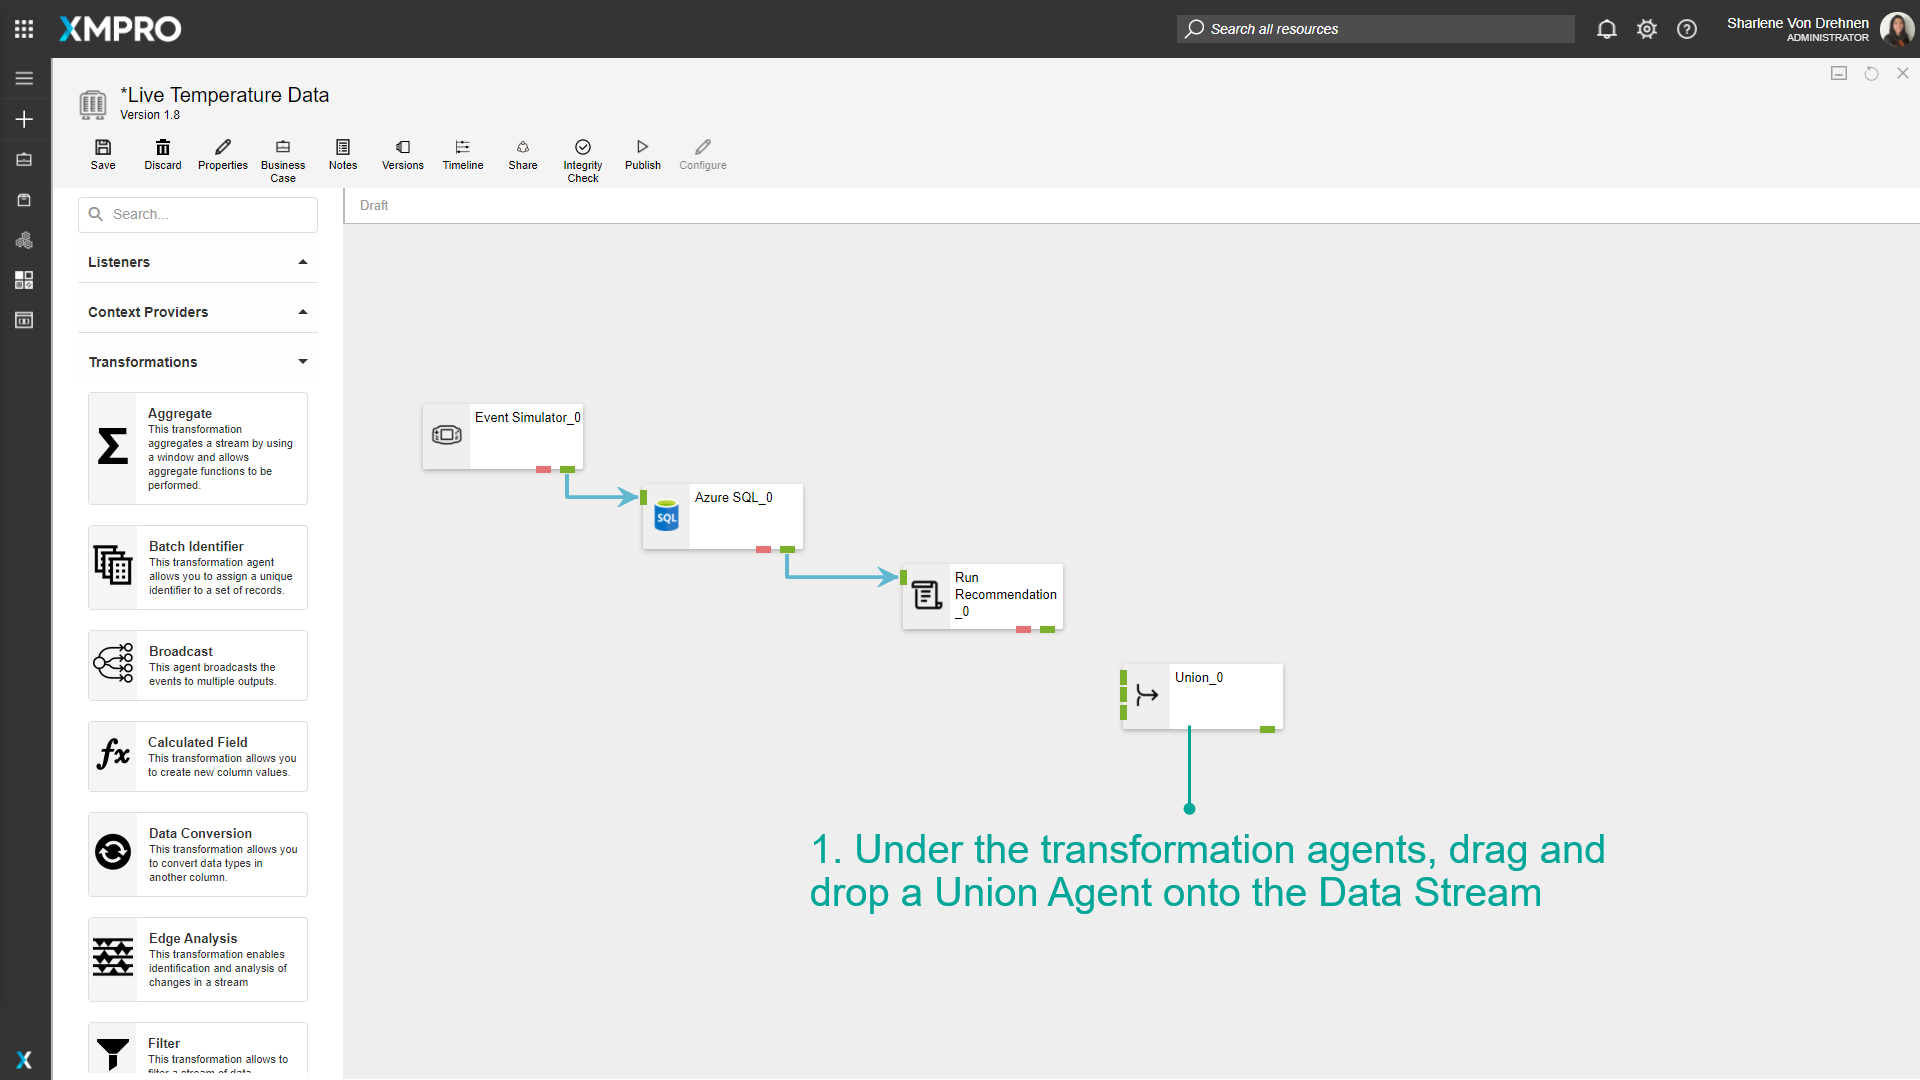 XMPRO
Search all resources
Sharlene Von Drehnen
ADMINISTRATOR
*Live Temperature Data
Version 1.8
Save
Discard
Properties
Business
Case
Notes
Versions
Timeline
Share
Integrity
Check
Publish
Configure
Search...
Draft
Listeners
Context Providers
Transformations
Aggregate
This transformation
aggregates a stream by using
a window and allows
aggregate functions to be
performed.
Batch Identifier
This transformation agent
allows you to assign a unique
identifier to a set of records.
Broadcast
This agent broadcasts the
events to multiple outputs.
Calculated Field
This transformation allows you
to create new column values.
Data Conversion
This transformation allows you
to convert data types in
another column.
Edge Analysis
This transformation enables
identification and analysis of
changes in a stream
Filter
This transformation allows to
filter a stream of data
Event Simulator_0
SQL
Azure SQL_0
Run
Recommendation
_0
Union_0
1. Under the transformation agents, drag and
drop a Union Agent onto the Data Stream